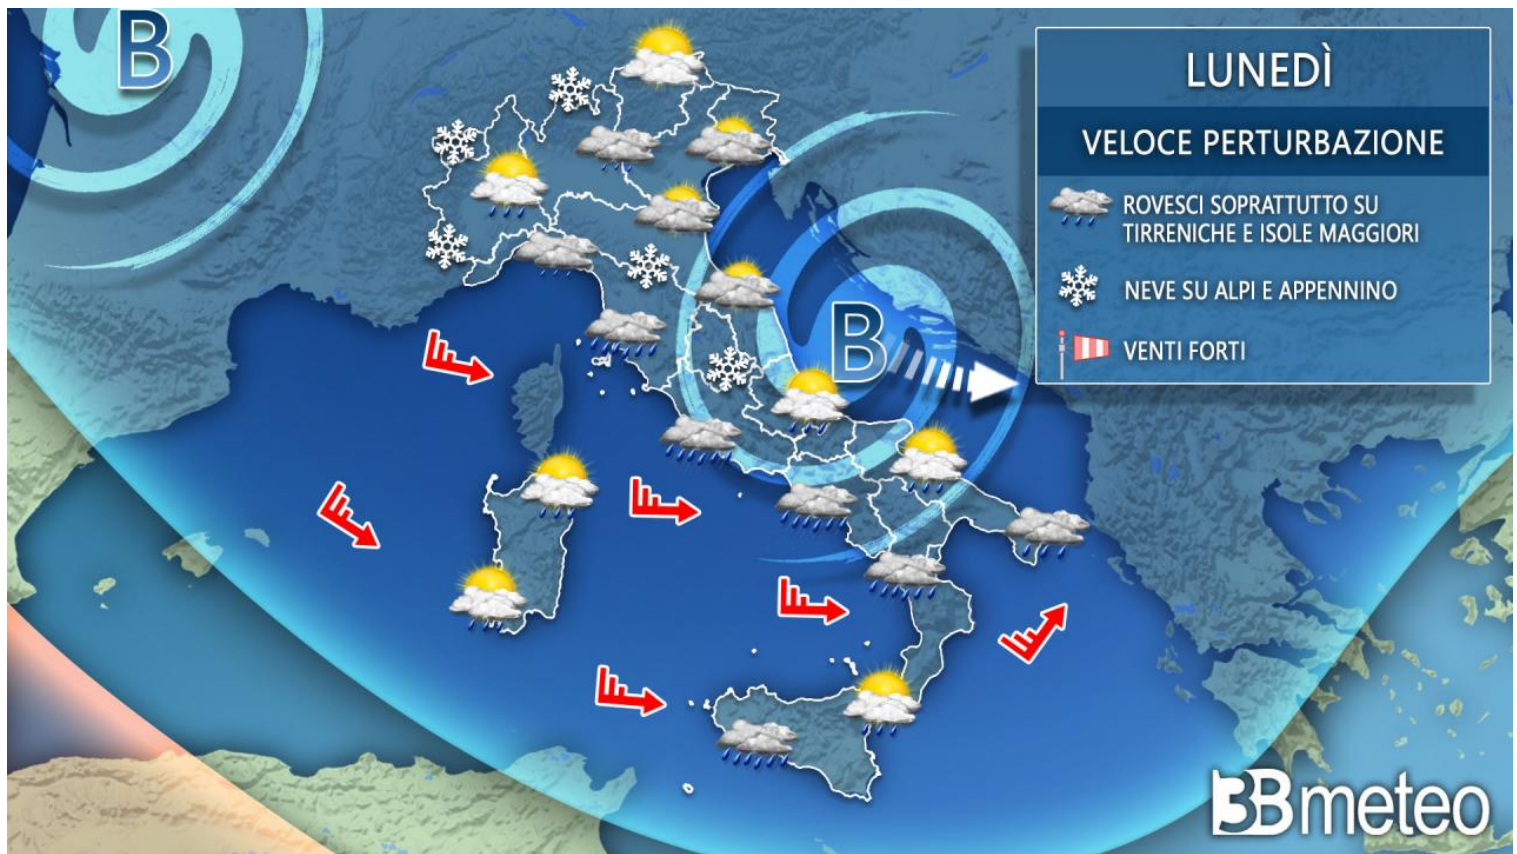 B
LUNEDÌ
VELOCE PERTURBAZIONE
ROVESCI SOPRATTUTTO SU
TIRRENICHE E ISOLE MAGGIORI
NEVE SU ALPI E APPENNINO
B
VENTI FORTI
3Bmeteo